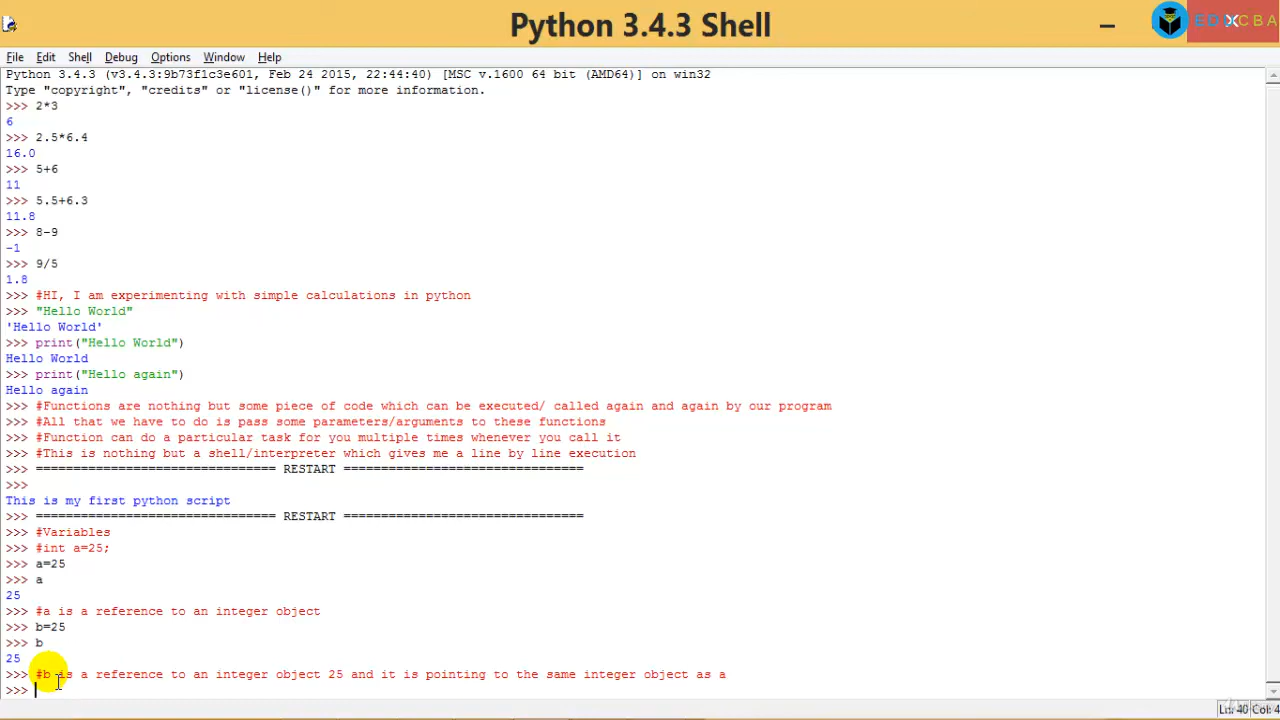 Python 3.4.3 Shell
EDUCBA
File Edit Shell Debug Options Window Help
Python 3.4.3 (v3.4.3:9b73f1c3e601, Feb 24 2015, 22:44:40) [MSC v.1600 64 bit (AMD64)] on win32
Type "copyright", "credits" or "license()" for more information.
>>> 2*3
6
>>> 2.5*6.4
16.0
>>> 5+6
11
>>> 5.5+6.3
11.8
>>> 8-9
-1
>>> 9/5
1.8
>>> #HI, I am experimenting with simple calculations in python
>>> "Hello World"
'Hello World'
>>> print("Hello World")
Hello World
>>> print("Hello again")
Hello again
>>> #Functions are nothing but some piece of code which can be executed/ called again and again by our program
>>> #All that we have to do is pass some parameters/arguments to these functions
>>> #Function can do a particular task for you multiple times whenever you call it
>>> #This is nothing but a shell/interpreter which gives me a line by line execution
>>> ================================ RESTART ================================
>>>
This is my first python script
>>> ================================ RESTART ================================
>>> #Variables
>>> #int a=25;
>>> a=25
>>> a
25
>>> #a is a reference to an integer object
>>> b=25
>>> b
25
>>> #b is a reference to an integer object 25 and it is pointing to the same integer object as a
>>>
Ln: 40 Col: 4